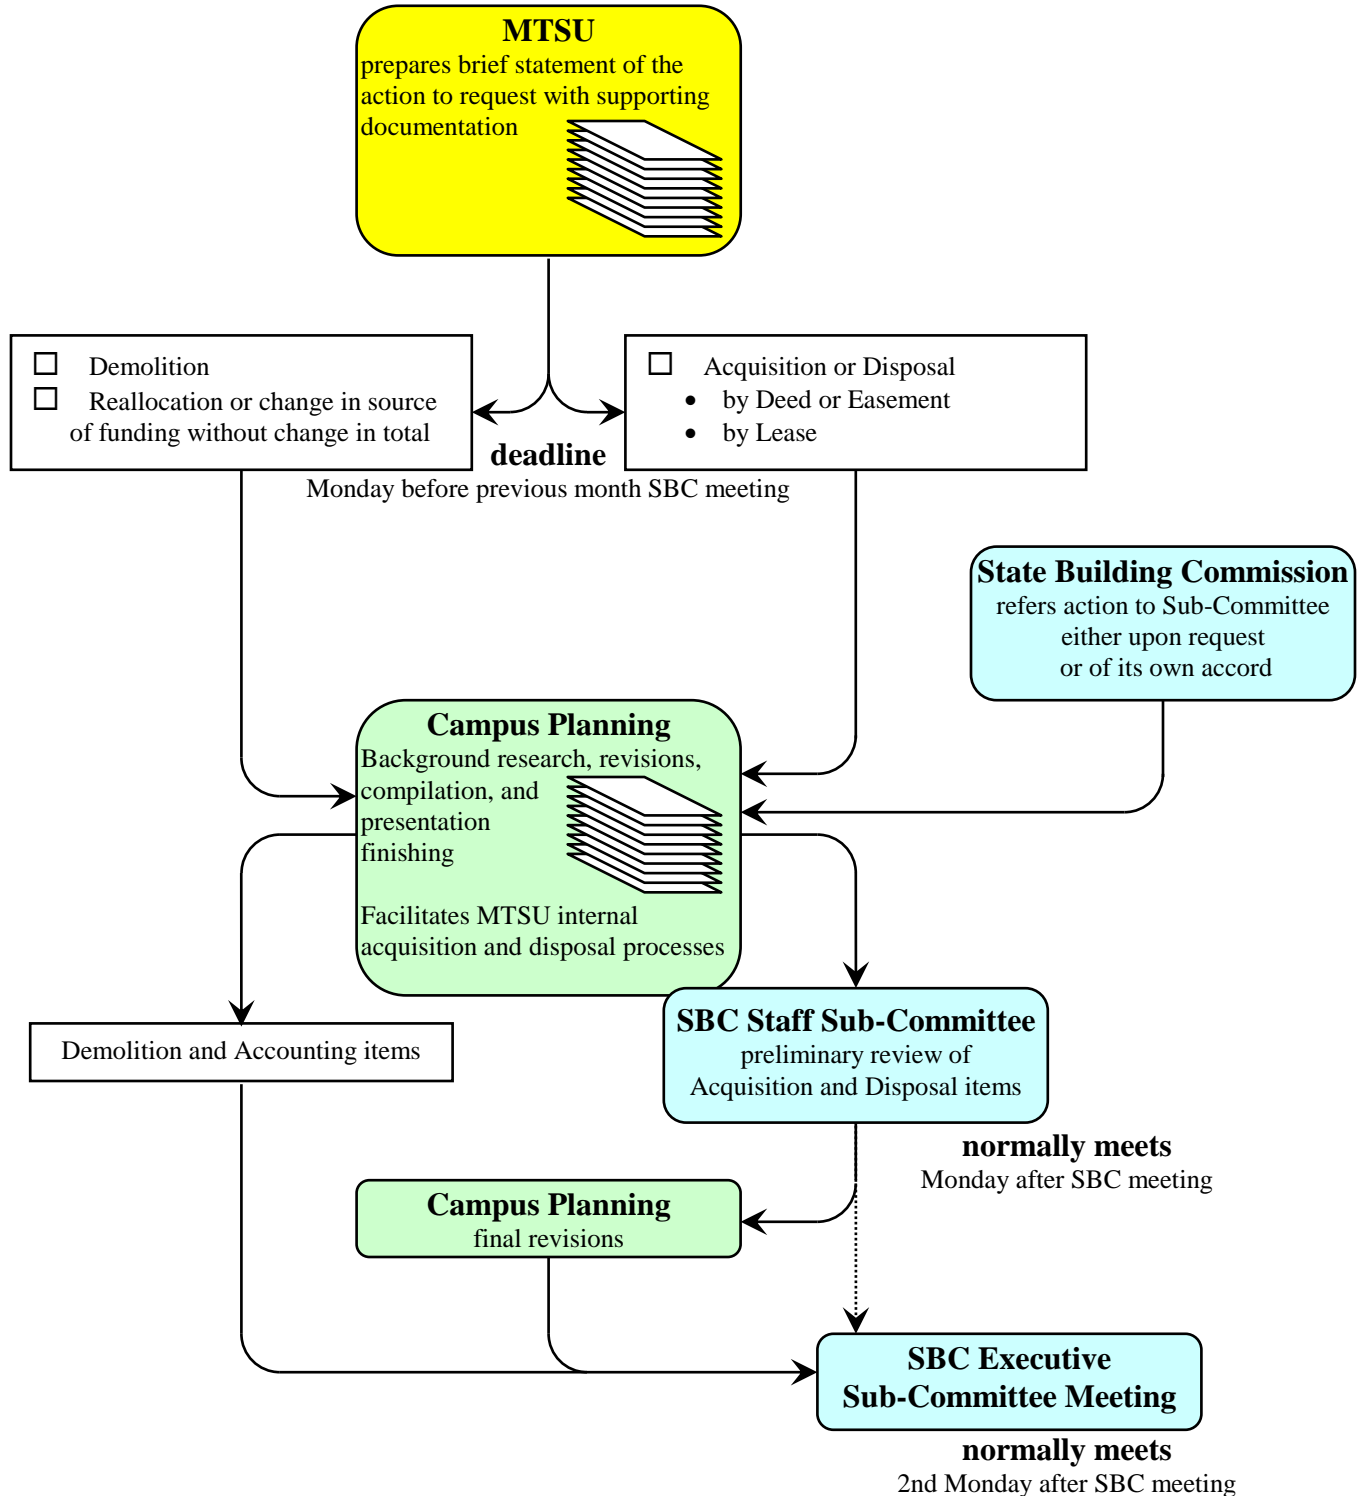 MTSU
prepares brief statement of the
action to request with supporting
documentation
Demolition
Reallocation or change in source
of funding without change in total
Acquisition or Disposal
• by Deed or Easement
• by Lease
deadline
Monday before previous month SBC meeting
State Building Commission
refers action to Sub-Committee
either upon request
or of its own accord
Campus Planning
Background research, revisions,
compilation, and
presentation
finishing
Facilitates MTSU internal
acquisition and disposal processes
Demolition and Accounting items
SBC Staff Sub-Committee
preliminary review of
Acquisition and Disposal items
normally meets
Monday after SBC meeting
Campus Planning
final revisions
SBC Executive
Sub-Committee Meeting
normally meets
2nd Monday after SBC meeting